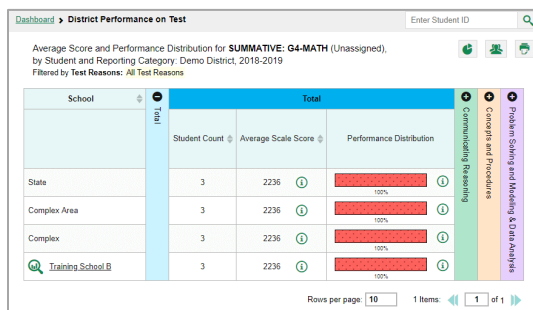 Dashboard > District Performance on Test
Enter Student ID
Average Score and Performance Distribution for SUMMATIVE: G4-MATH (Unassigned),
by Student and Reporting Category: Demo District, 2018-2019
Filtered by Test Reasons: All Test Reasons
School
Total
Total
Communicating Reasoning
Concepts and Procedures
Problem Solving and Modeling & Data Analysis
Student Count Average Scale Score Performance Distribution
State 3 2236 100%
Complex Area 3 2236 100%
Complex 3 2236 100%
Training School B 3 2236 100%
Rows per page: 10 1 Items: 1 of 1